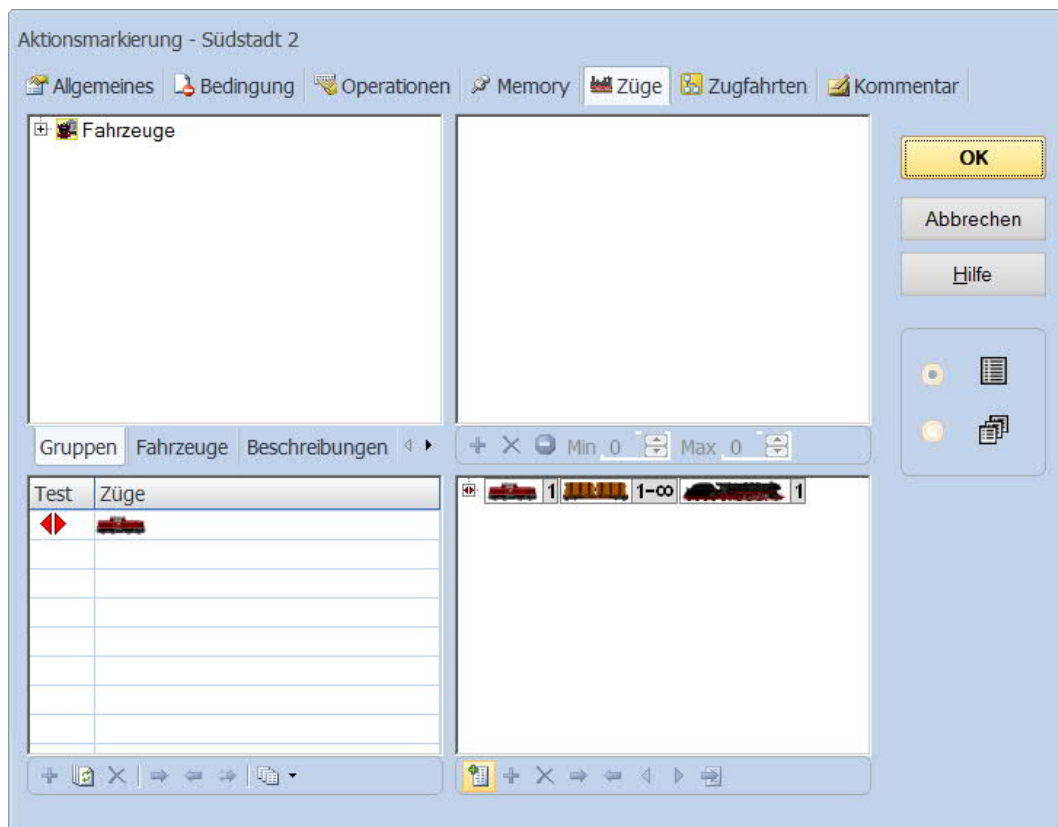 Aktionsmarkierung - Südstadt 2
Allgemeines Bedingung Operationen Memory Züge Zugfahrten Kommentar
Fahrzeuge
OK
Abbrechen
Hilfe
Gruppen Fahrzeuge Beschreibungen
Min 0 Max 0
Test Züge
1 1-∞ 1